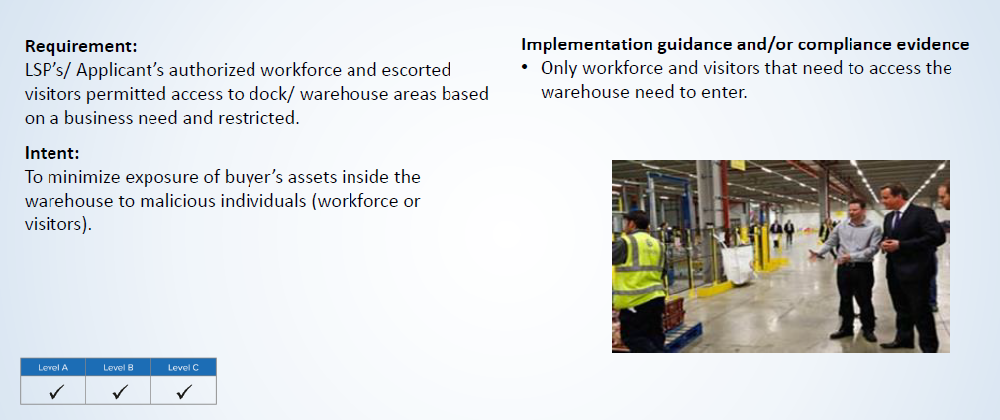 Requirement:
LSP's/ Applicant's authorized workforce and escorted
visitors permitted access to dock/ warehouse areas based
on a business need and restricted.
Intent:
To minimize exposure of buyer's assets inside the
warehouse to malicious individuals (workforce or
visitors).
Implementation guidance and/or compliance evidence
• Only workforce and visitors that need to access the
warehouse need to enter.
Level A Level B Level C
✓ ✓ ✓